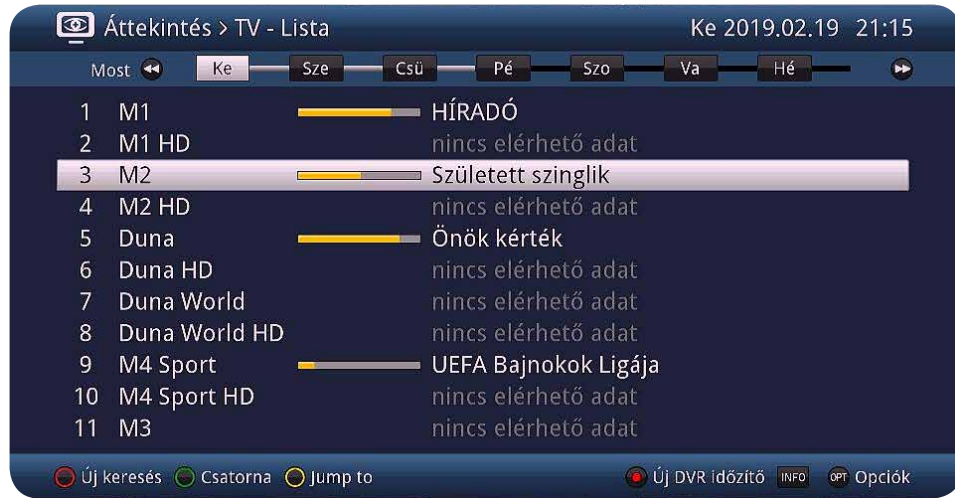 Áttekintés > TV - Lista Ke 2019.02.19 21:15
Most Ke Sze Csü Pé Szo Va Hé
1 M1 HÍRADÓ
2 M1 HD nincs elérhető adat
3 M2 Született szinglik
4 M2 HD nincs elérhető adat
5 Duna Önök kérték
6 Duna HD nincs elérhető adat
7 Duna World nincs elérhető adat
8 Duna World HD nincs elérhető adat
9 M4 Sport UEFA Bajnokok Ligája
10 M4 Sport HD nincs elérhető adat
11 M3 nincs elérhető adat
Új keresés Csatorna Jump to Új DVR időzítő INFO OPT Opciók